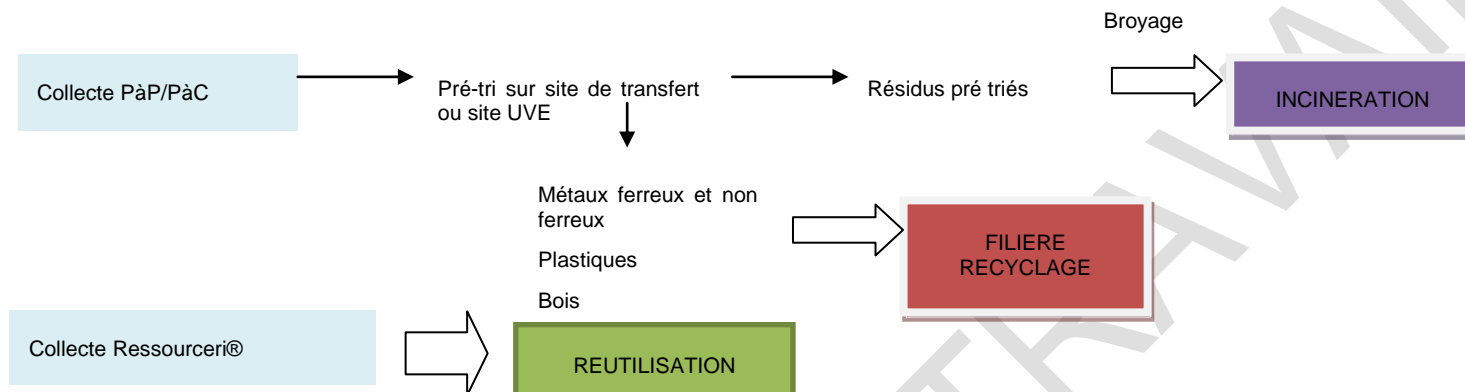 Broyage
Collecte PàP/PàC
Pré-tri sur site de transfert
ou site UVE
Résidus pré triés
INCINERATION
Métaux ferreux et non
ferreux
Plastiques
Bois
FILIERE
RECYCLAGE
Collecte Ressourceri®
REUTILISATION
TRAVAIL